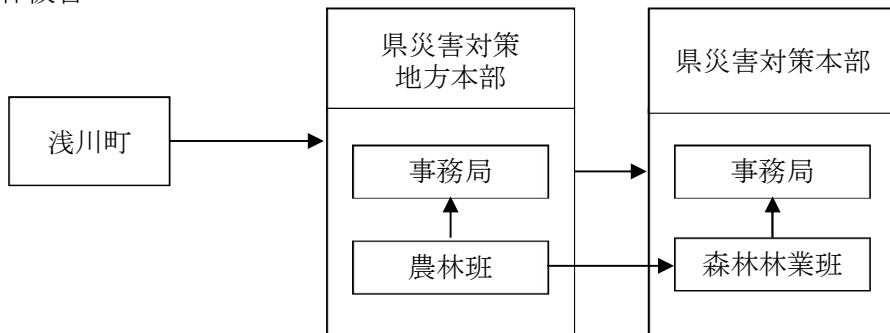 県災害対策
地方本部
県災害対策本部
浅川町
事務局
事務局
農林班
森林林業班